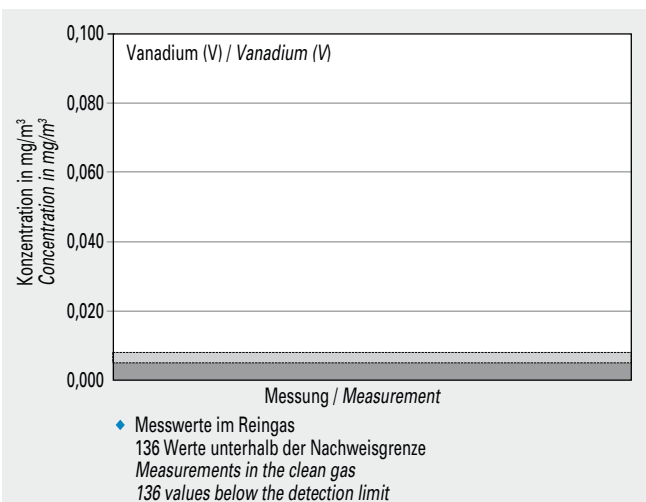 0,100
Vanadium (V) / Vanadium (V)
0,080
0,060
0,040
0,020
0,000
Konzentration in mg/m³
Concentration in mg/m³
Messung / Measurement
Messwerte im Reingas
136 Werte unterhalb der Nachweisgrenze
Measurements in the clean gas
136 values below the detection limit